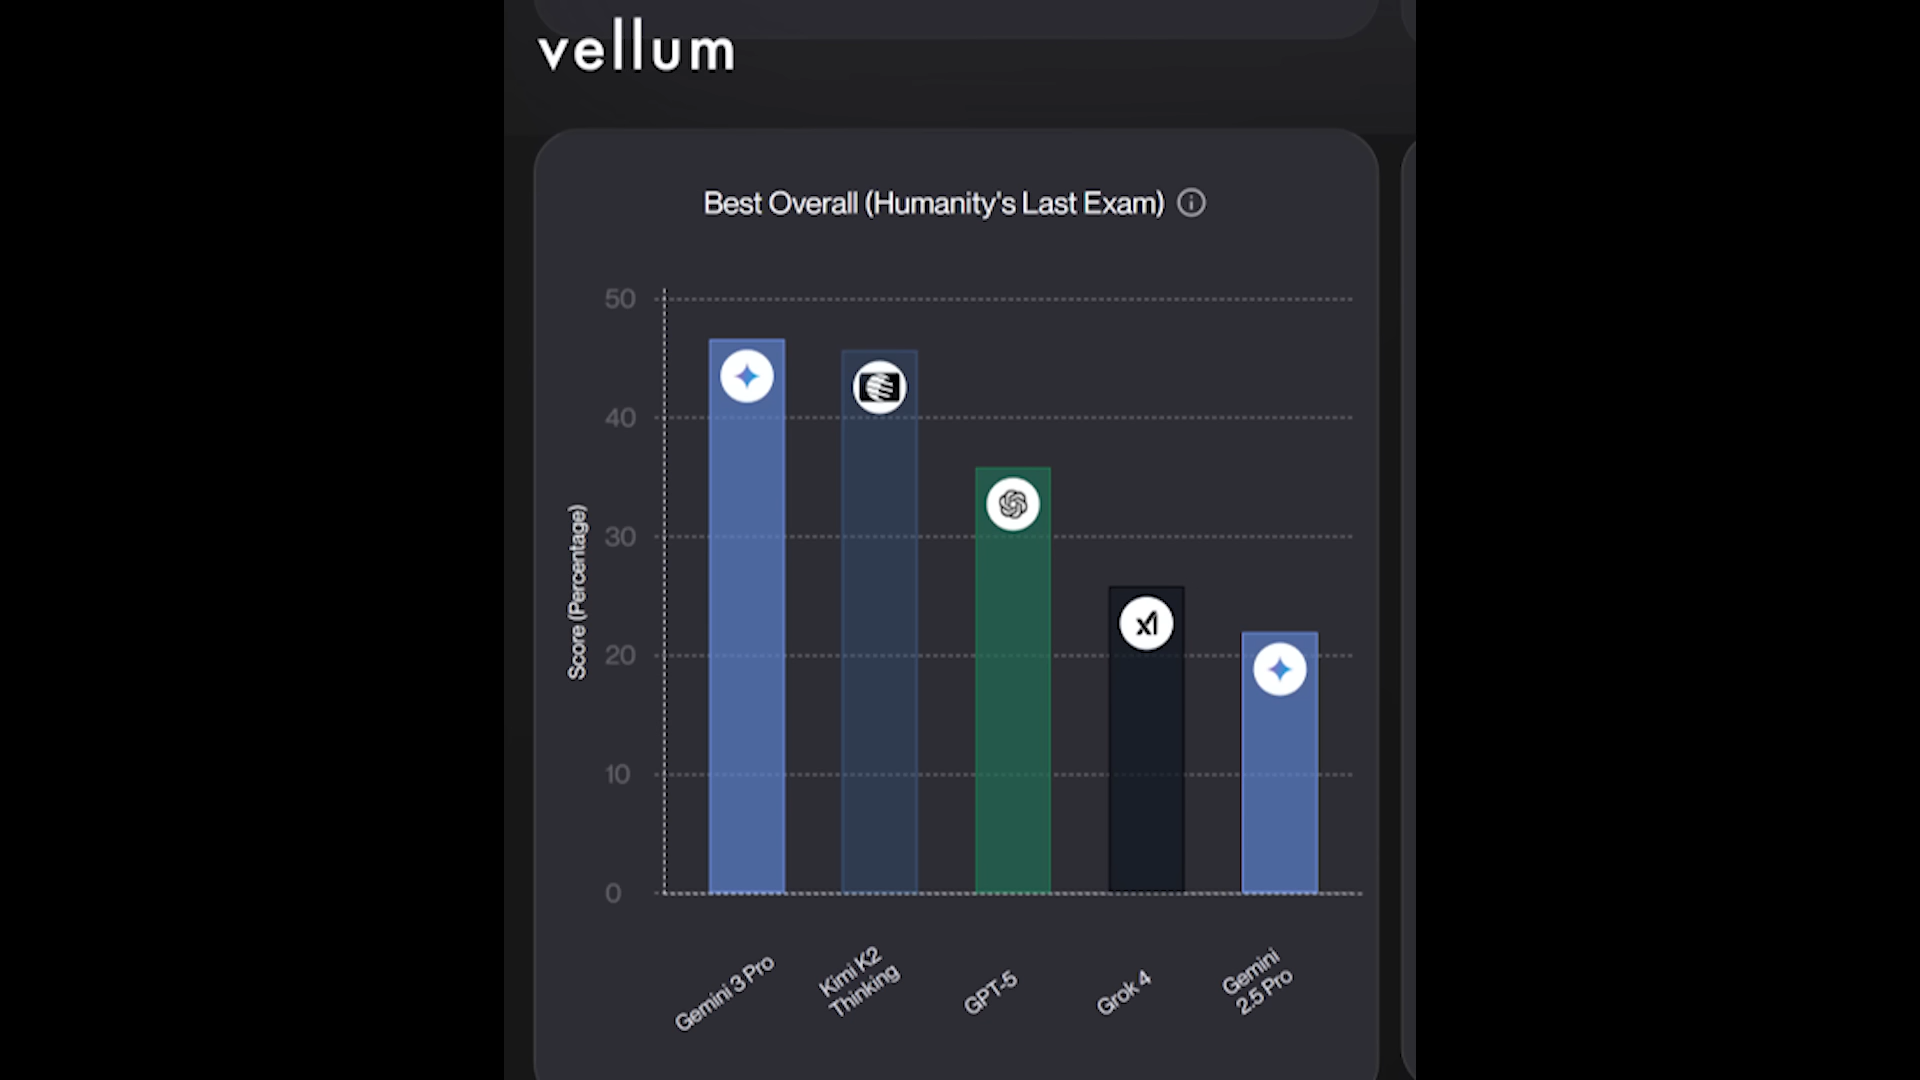 vellum
Best Overall (Humanity's Last Exam)
Score (Percentage)
50
40
30
20
10
0
Gemini 3 Pro
Kimi K2
Thinking
GPT-5
Grok 4
Gemini
2.5 Pro